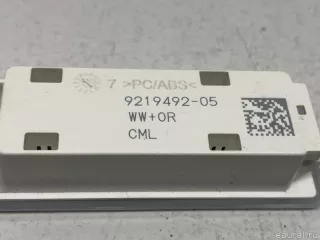 7 >PC/ABS<
9219492-05
WW+OR
CML